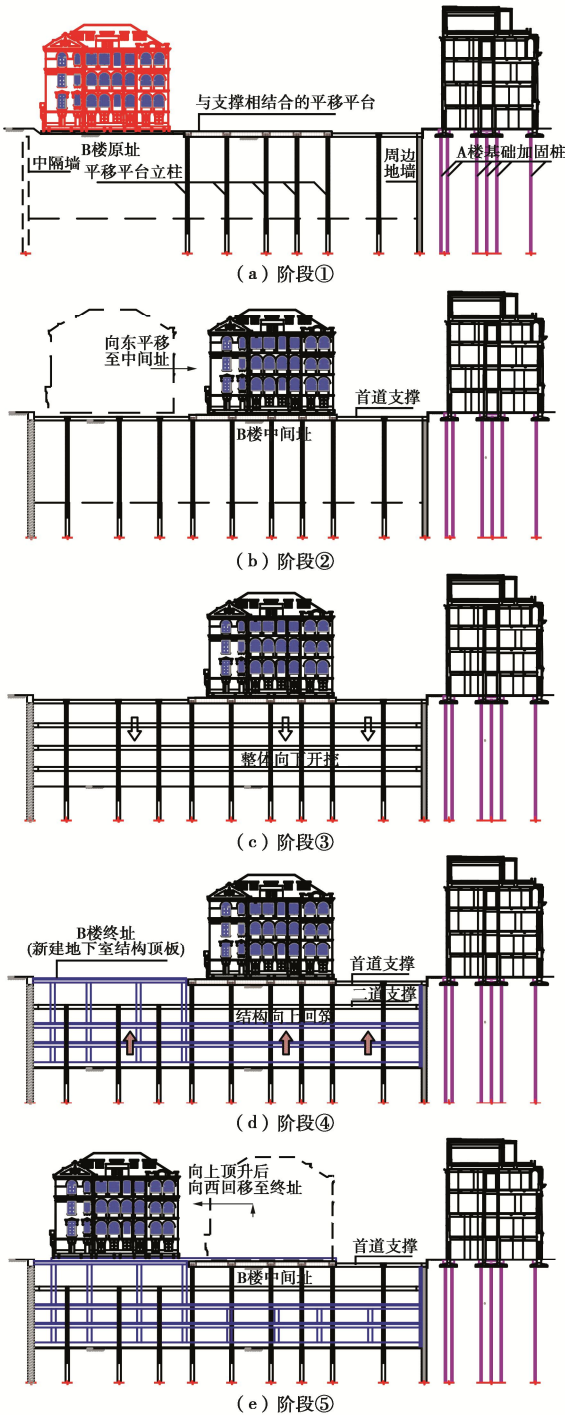 与支撑相结合的平移平台
B楼原址
中隔墙
平移平台立柱
周边
地墙
A楼基础加固桩
(a) 阶段①
向东平移
至中间址
首道支撑
B楼中间址
(b) 阶段②
整体向下开挖
(c) 阶段③
B楼终址
(新建地下室结构顶板)
首道支撑
二道支撑
结构向上回筑
(d) 阶段④
向上顶升后
向西回移至终址
首道支撑
B楼中间址
(e) 阶段⑤